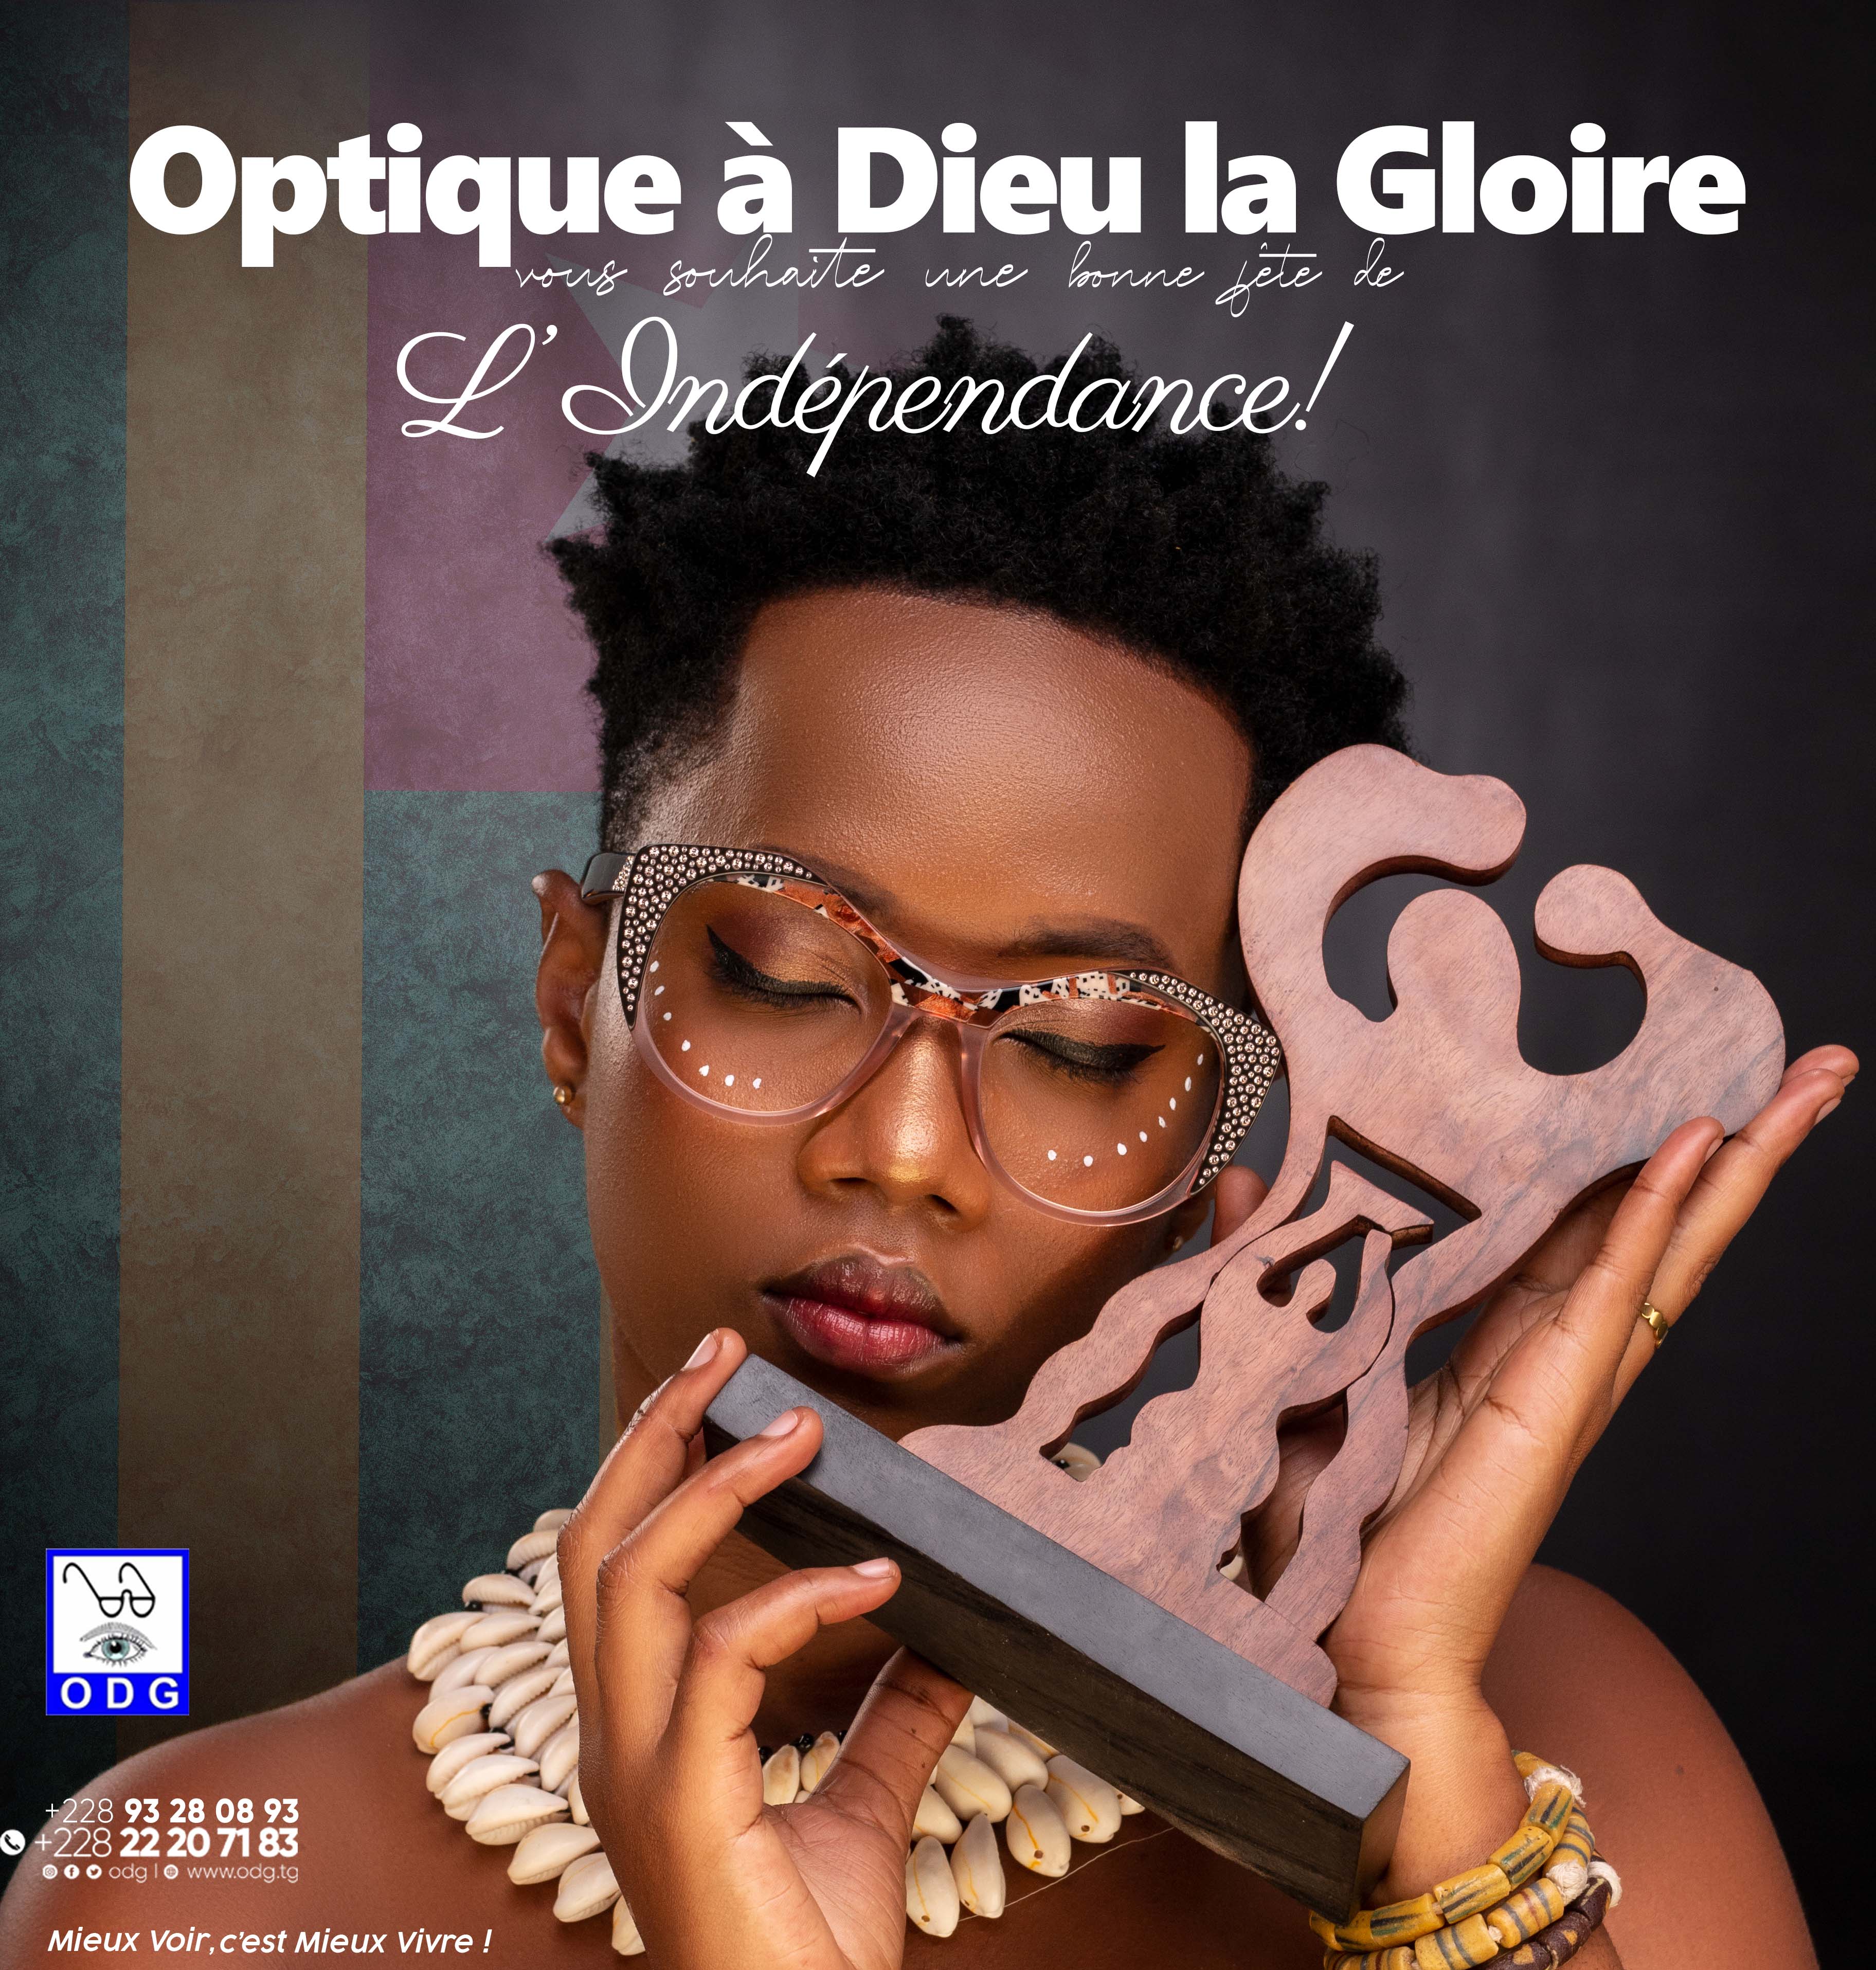 Optique à Dieu la Gloire
vous souhaite une bonne fête de
L'Indépendance!
ODG
+228 93 28 08 93
+228 22 20 71 83
odg | www.odg.tg
Mieux Voir, c'est Mieux Vivre !